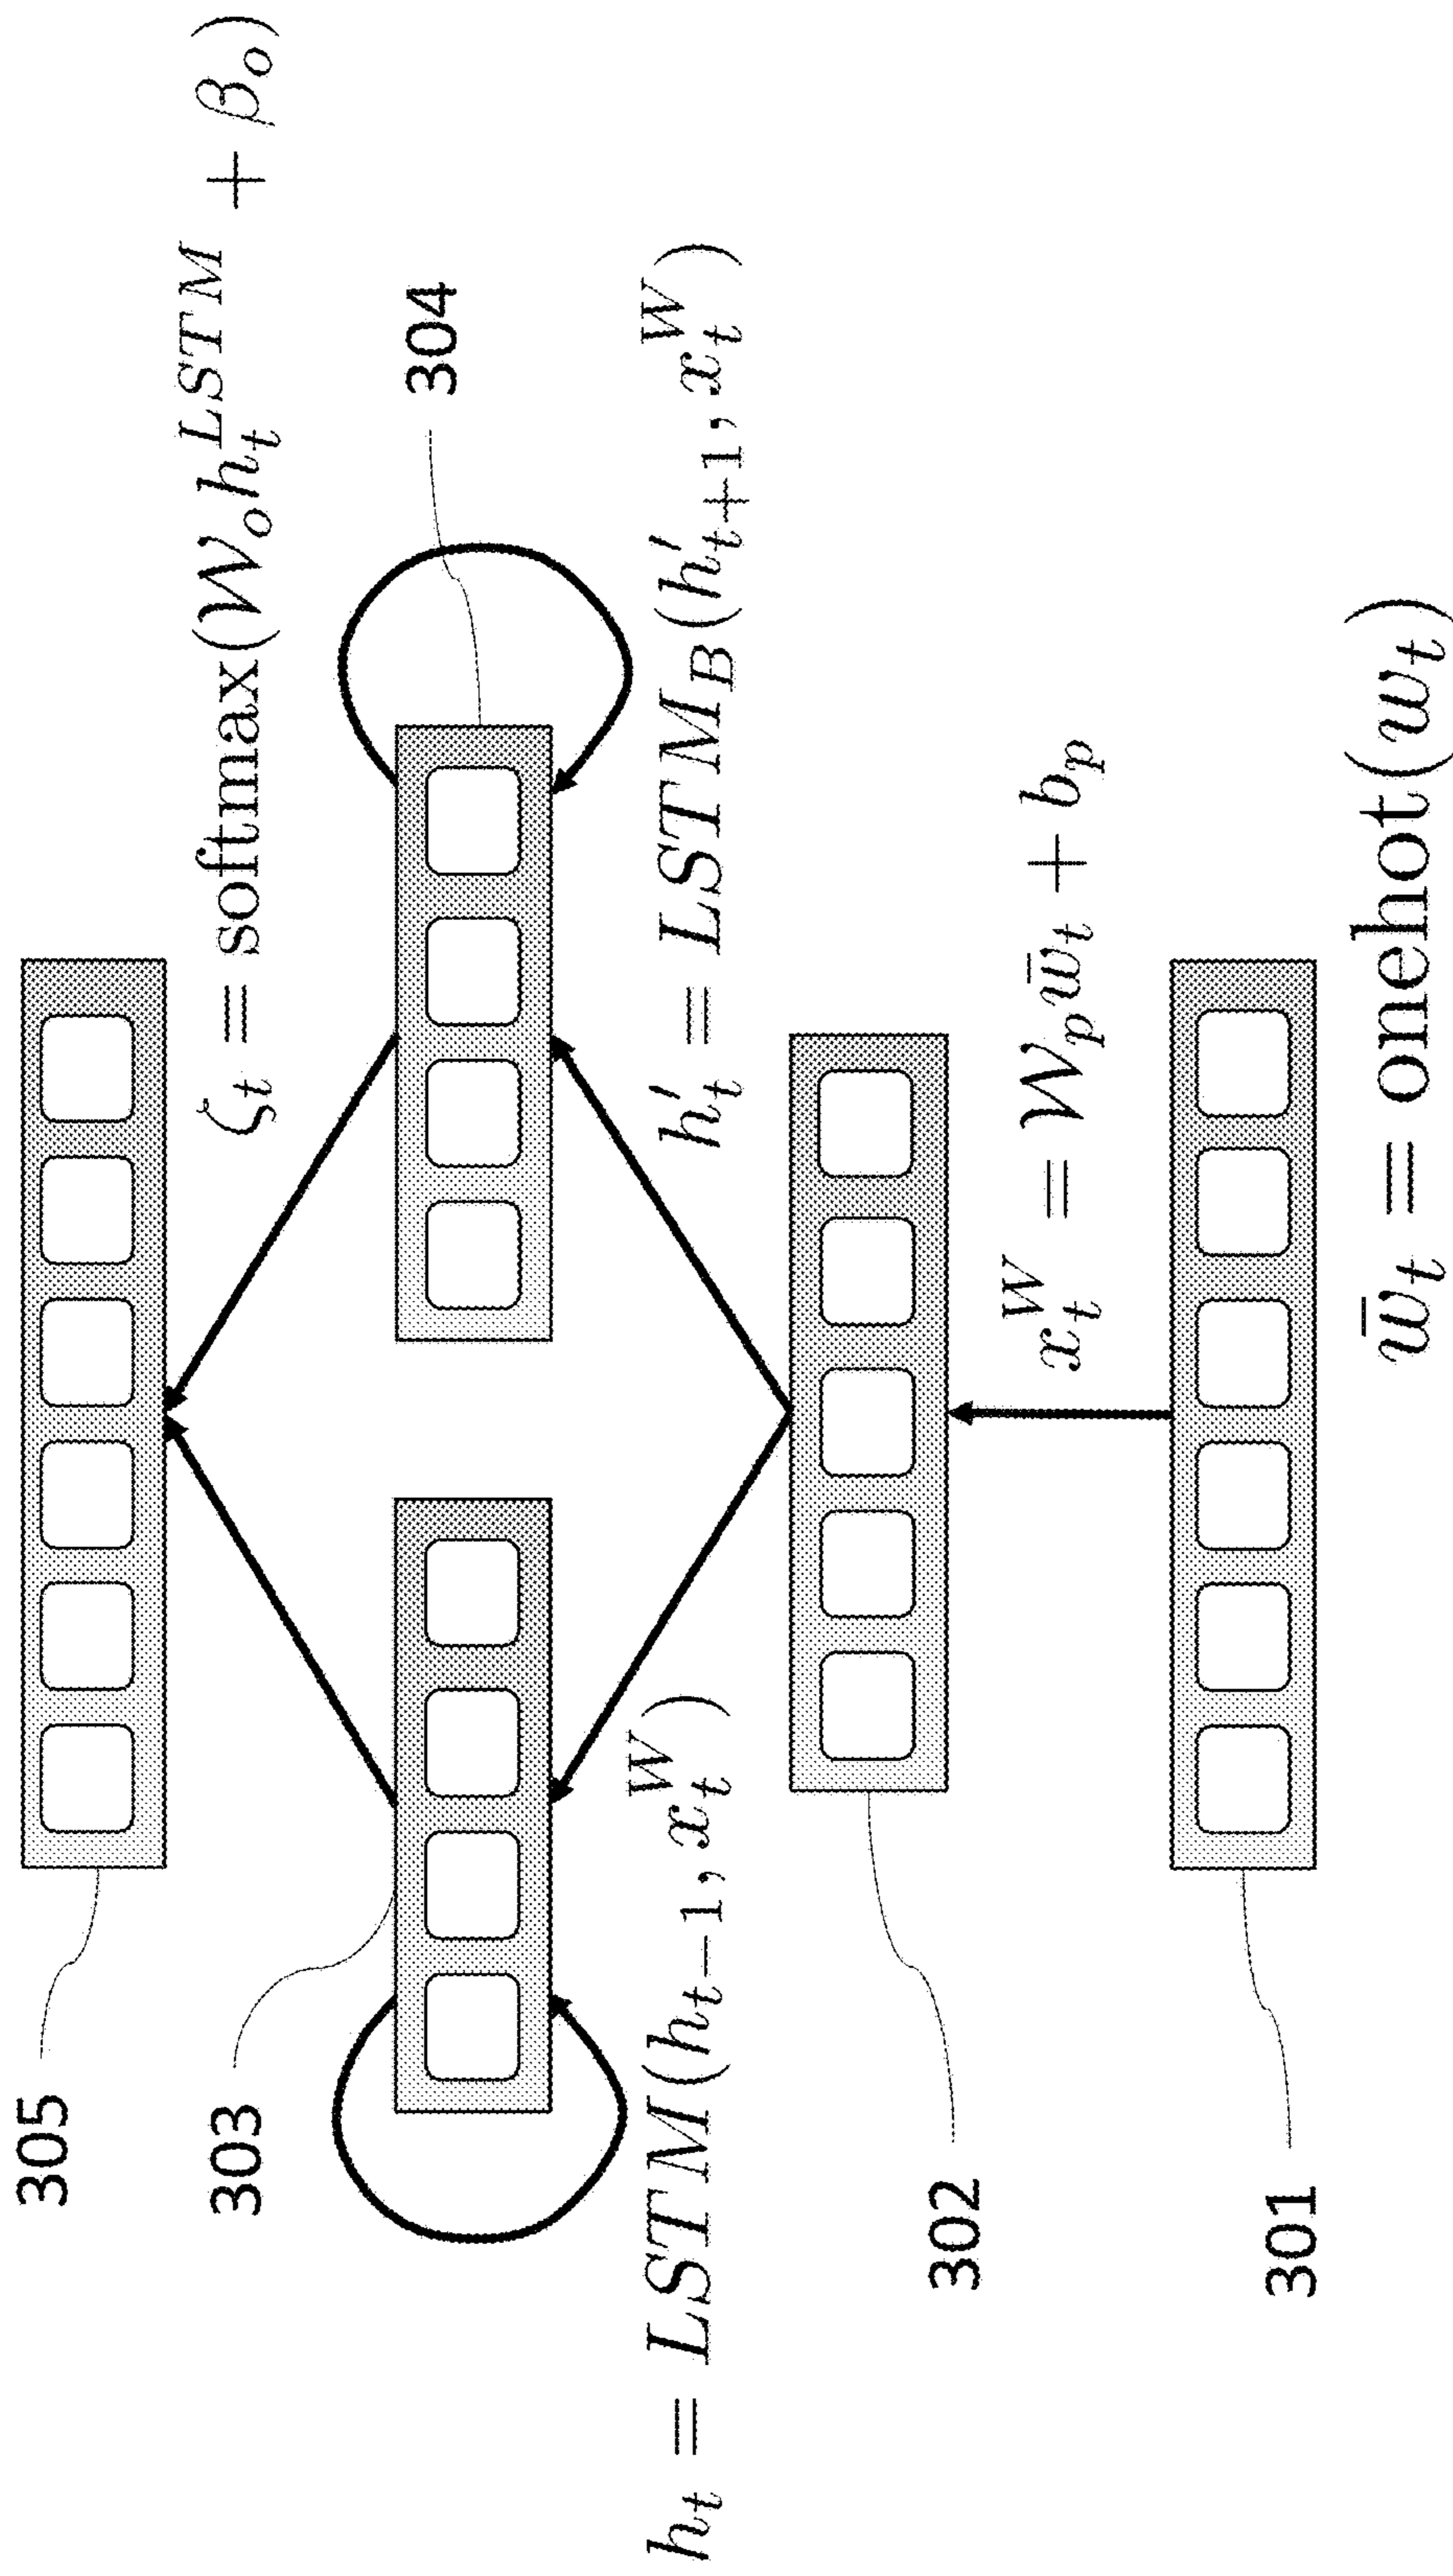 305
ζ_t = softmax(W_o h_t^{LSTM} + β_o)
303
304
h_t = LSTM(h_{t−1}, x_t^W)
h'_t = LSTM_B(h'_{t+1}, x_t^W)
302
x_t^W = W_p w̄_t + b_p
301
w̄_t = onehot(w_t)